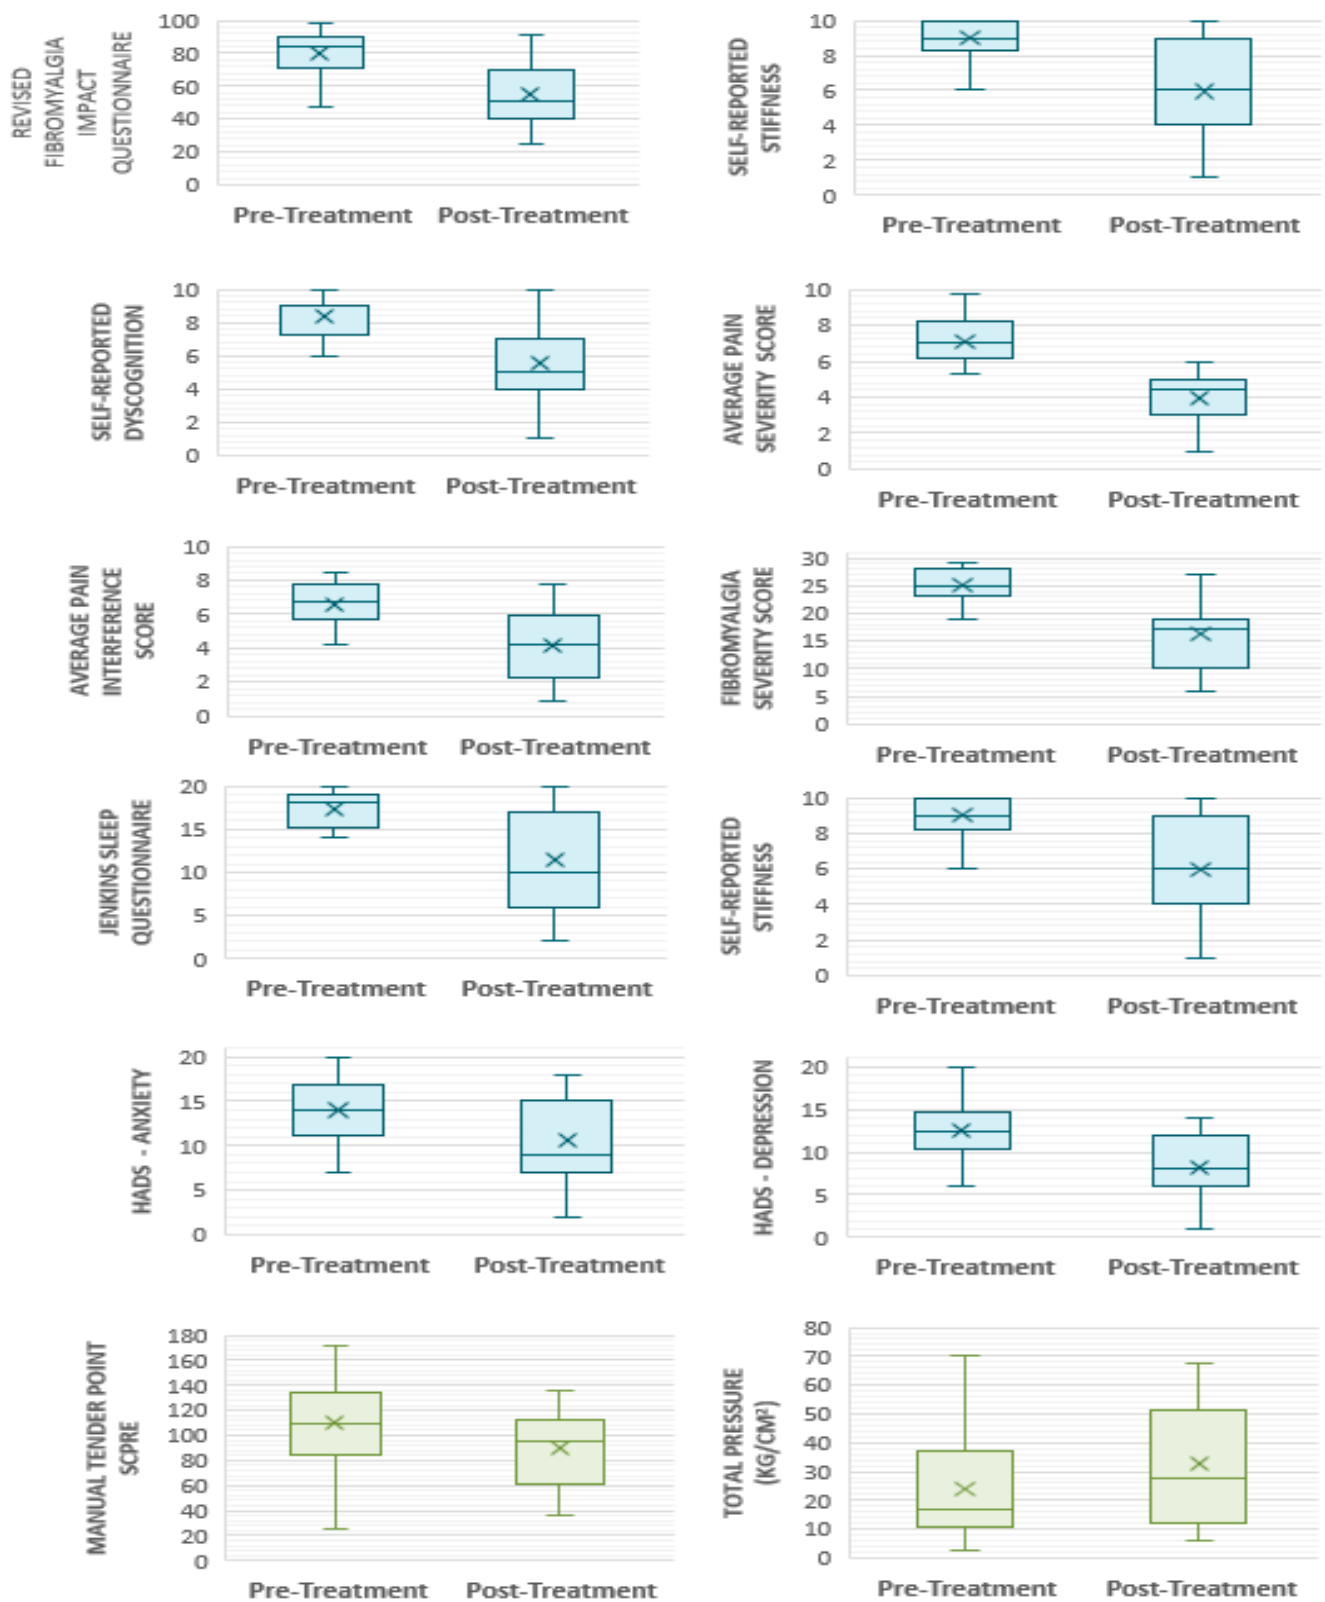 REVISED
FIBROMYALGIA
IMPACT
QUESTIONNAIRE
100
80
60
40
20
0
Pre-Treatment Post-Treatment
SELF-REPORTED
STIFFNESS
10
8
6
4
2
0
Pre-Treatment Post-Treatment
SELF-REPORTED
DYSCOGNITION
10
8
6
4
2
0
Pre-Treatment Post-Treatment
AVERAGE PAIN
SEVERITY SCORE
10
8
6
4
2
0
Pre-Treatment Post-Treatment
AVERAGE PAIN
INTERFERENCE
SCORE
10
8
6
4
2
0
Pre-Treatment Post-Treatment
FIBROMYALGIA
SEVERITY SCORE
30
25
20
15
10
5
0
Pre-Treatment Post-Treatment
JENKINS SLEEP
QUESTIONNAIRE
20
15
10
5
0
Pre-Treatment Post-Treatment
SELF-REPORTED
STIFFNESS
10
8
6
4
2
0
Pre-Treatment Post-Treatment
HADS - ANXIETY
20
15
10
5
0
Pre-Treatment Post-Treatment
HADS - DEPRESSION
20
15
10
5
0
Pre-Treatment Post-Treatment
MANUAL TENDER POINT
SCPRE
180
160
140
120
100
80
60
40
20
0
Pre-Treatment Post-Treatment
TOTAL PRESSURE
(KG/CM²)
80
70
60
50
40
30
20
10
0
Pre-Treatment Post-Treatment